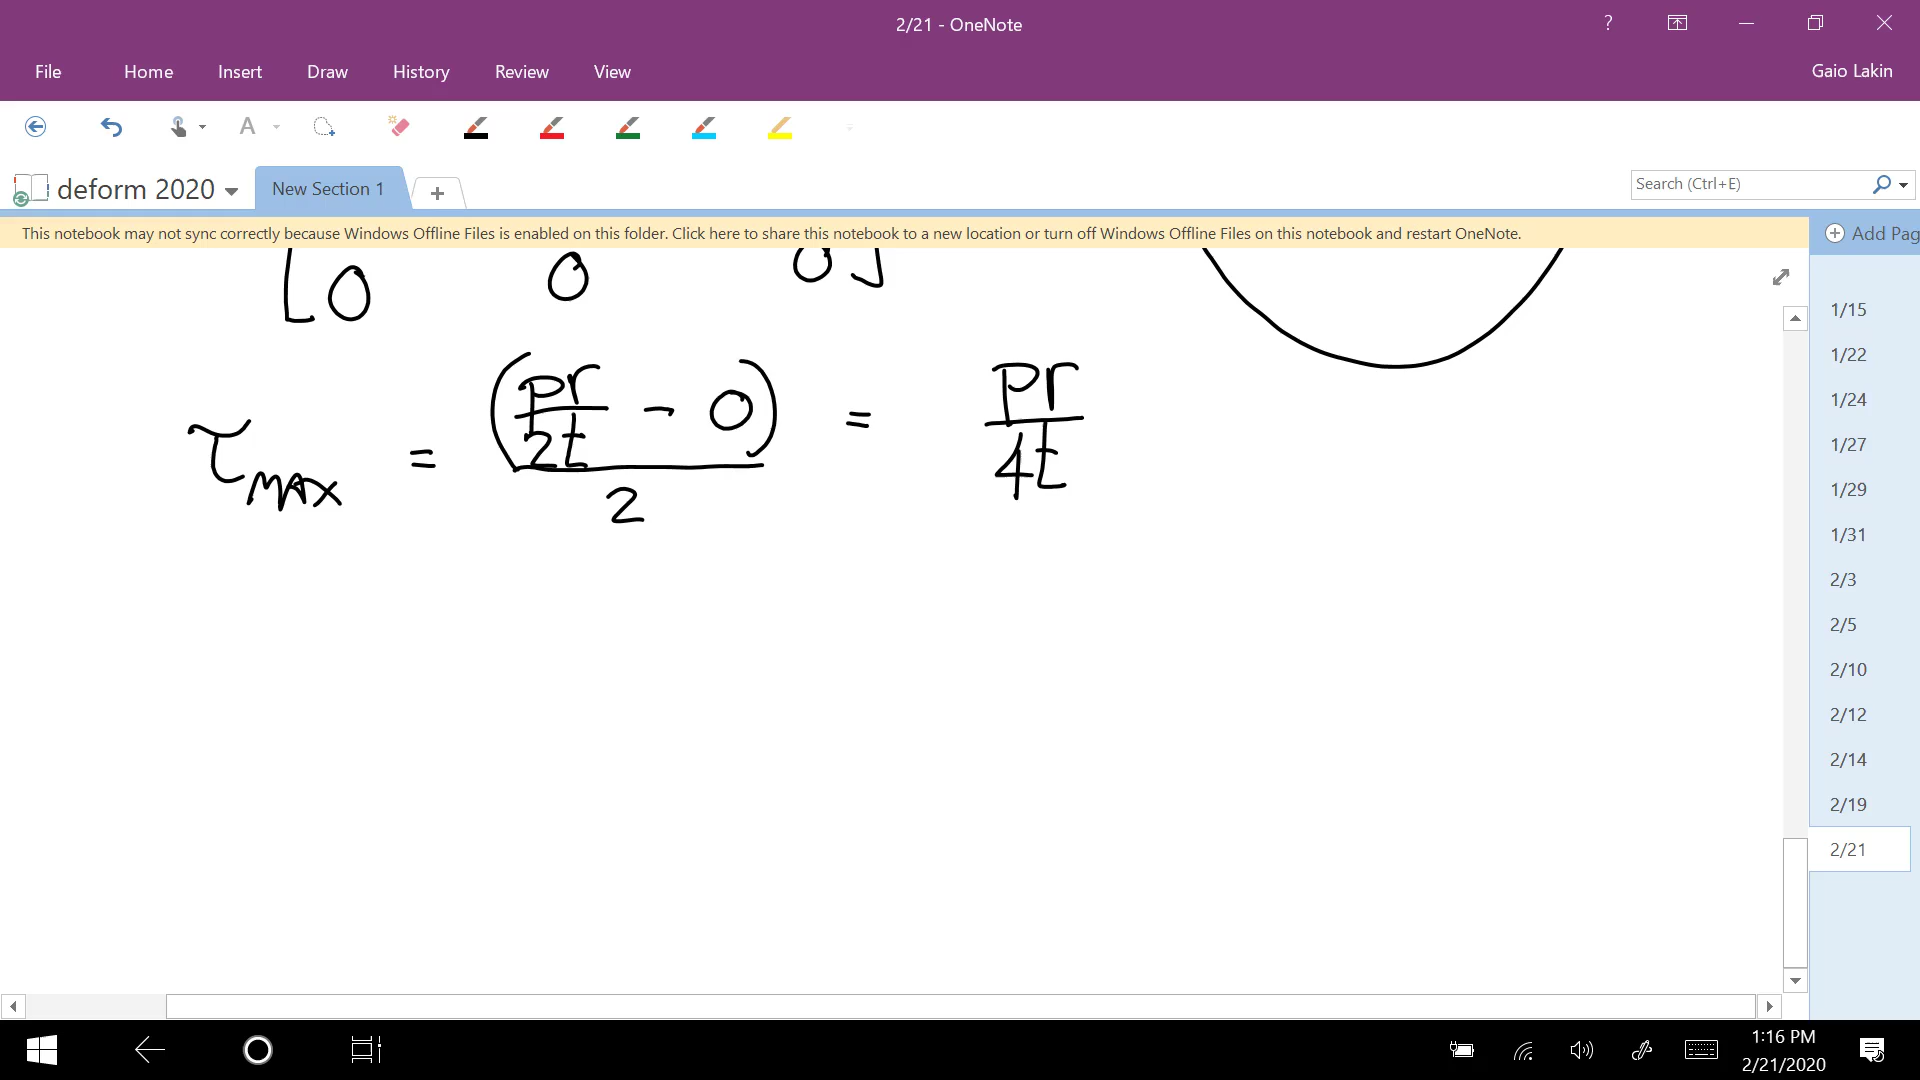 2/21 - OneNote
?
File Home Insert Draw History Review View
Gaio Lakin
A
deform 2020
New Section 1
+
Search (Ctrl+E)
This notebook may not sync correctly because Windows Offline Files is enabled on this folder. Click here to share this notebook to a new location or turn off Windows Offline Files on this notebook and restart OneNote.
Add Pag
[0 0 0]
τMAX = (pr/2t - 0)/2 = pr/4t
1/15
1/22
1/24
1/27
1/29
1/31
2/3
2/5
2/10
2/12
2/14
2/19
2/21
1:16 PM
2/21/2020